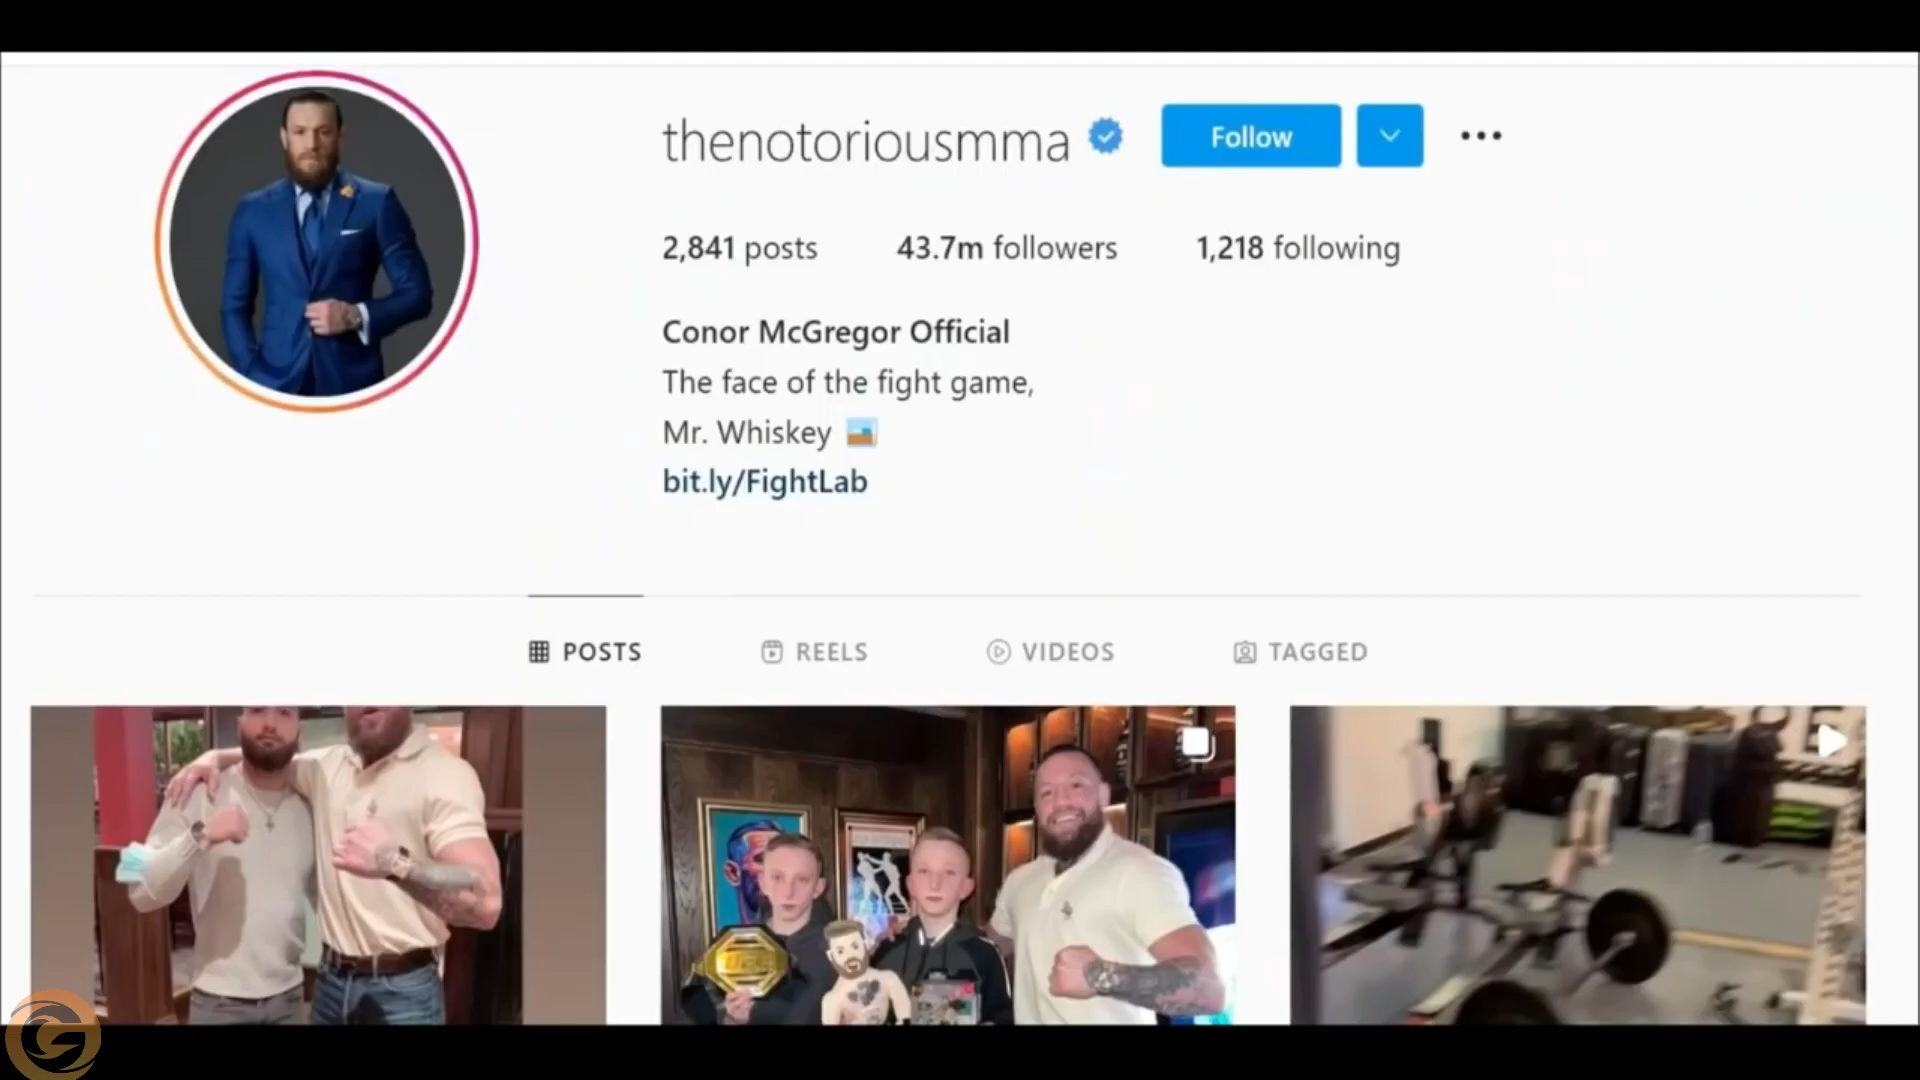 thenotoriousmma
Follow
2,841 posts 43.7m followers 1,218 following
Conor McGregor Official
The face of the fight game,
Mr. Whiskey
bit.ly/FightLab
POSTS REELS VIDEOS TAGGED